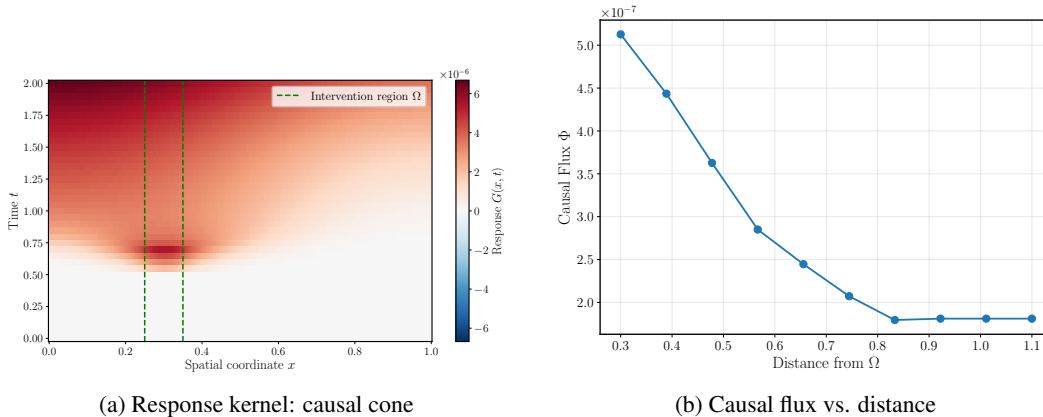 ×10⁻⁶
Intervention region Ω
2.00
1.75
1.50
1.25
1.00
0.75
0.50
0.25
0.00
Time t
0.0 0.2 0.4 0.6 0.8 1.0
Spatial coordinate x
6
4
2
0
−2
−4
−6
Response G(x, t)
(a) Response kernel: causal cone
×10⁻⁷
5.0
4.5
4.0
3.5
3.0
2.5
2.0
Causal Flux Φ
0.3 0.4 0.5 0.6 0.7 0.8 0.9 1.0 1.1
Distance from Ω
(b) Causal flux vs. distance